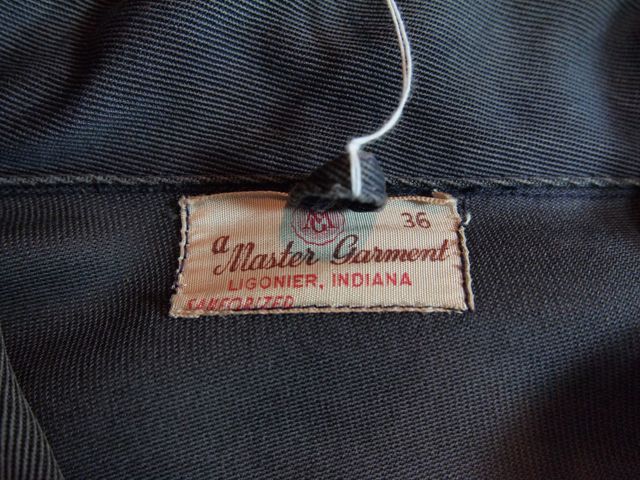 36
a Master Garment
LIGONIER, INDIANA
SANFORIZED